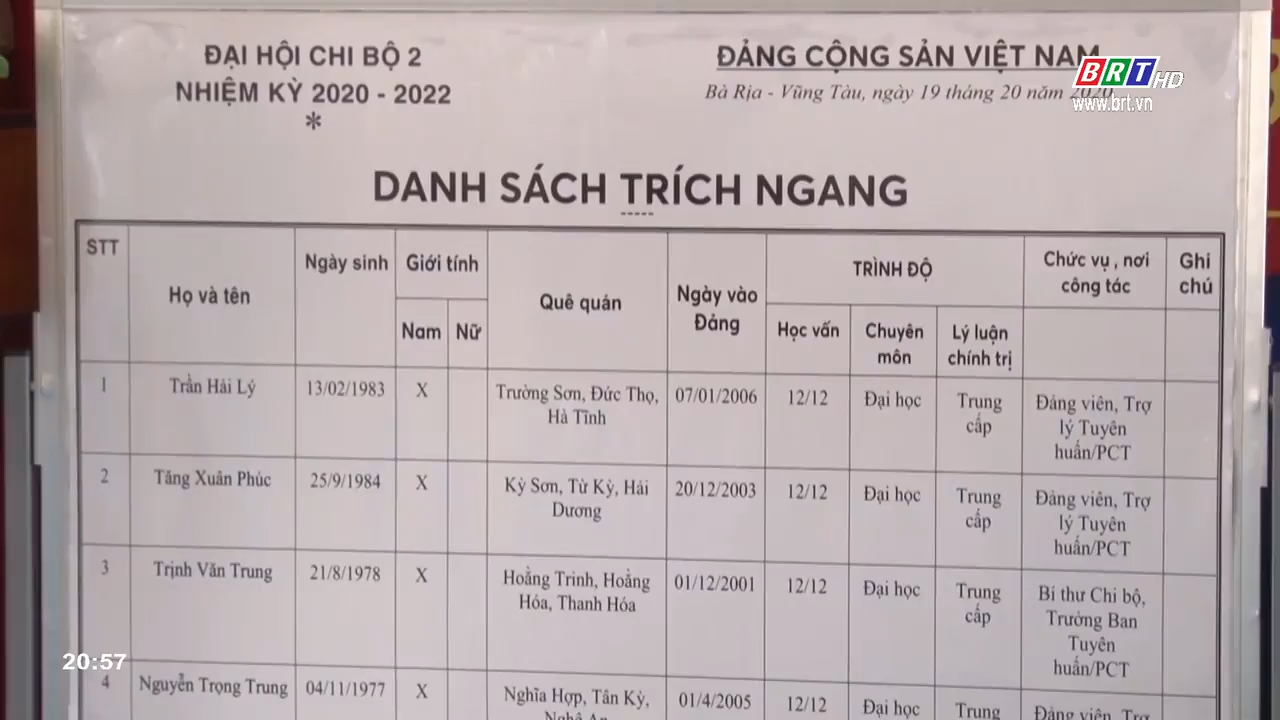 ĐẠI HỘI CHI BỘ 2
NHIỆM KỲ 2020 - 2022
*
ĐẢNG CỘNG SẢN VIỆT NAM
Bà Rịa - Vũng Tàu, ngày 19 tháng 20 năm 2020
BRT HD
www.brt.vn
DANH SÁCH TRÍCH NGANG
STT Họ và tên Ngày sinh Giới tính Quê quán Ngày vào Đảng TRÌNH ĐỘ Chức vụ , nơi công tác Ghi chú
Nam Nữ Học vấn Chuyên môn Lý luận chính trị
1 Trần Hải Lý 13/02/1983 X Trường Sơn, Đức Thọ, Hà Tĩnh 07/01/2006 12/12 Đại học Trung cấp Đảng viên, Trợ lý Tuyên huấn/PCT
2 Tăng Xuân Phúc 25/9/1984 X Kỳ Sơn, Tứ Kỳ, Hải Dương 20/12/2003 12/12 Đại học Trung cấp Đảng viên, Trợ lý Tuyên huấn/PCT
3 Trịnh Văn Trung 21/8/1978 X Hoằng Trinh, Hoằng Hóa, Thanh Hóa 01/12/2001 12/12 Đại học Trung cấp Bí thư Chi bộ, Trưởng Ban Tuyên huấn/PCT
4 Nguyễn Trọng Trung 04/11/1977 X Nghĩa Hợp, Tân Kỳ, Nghệ An 01/4/2005 12/12 Đại học Trung Đảng viên, Trợ
20:57